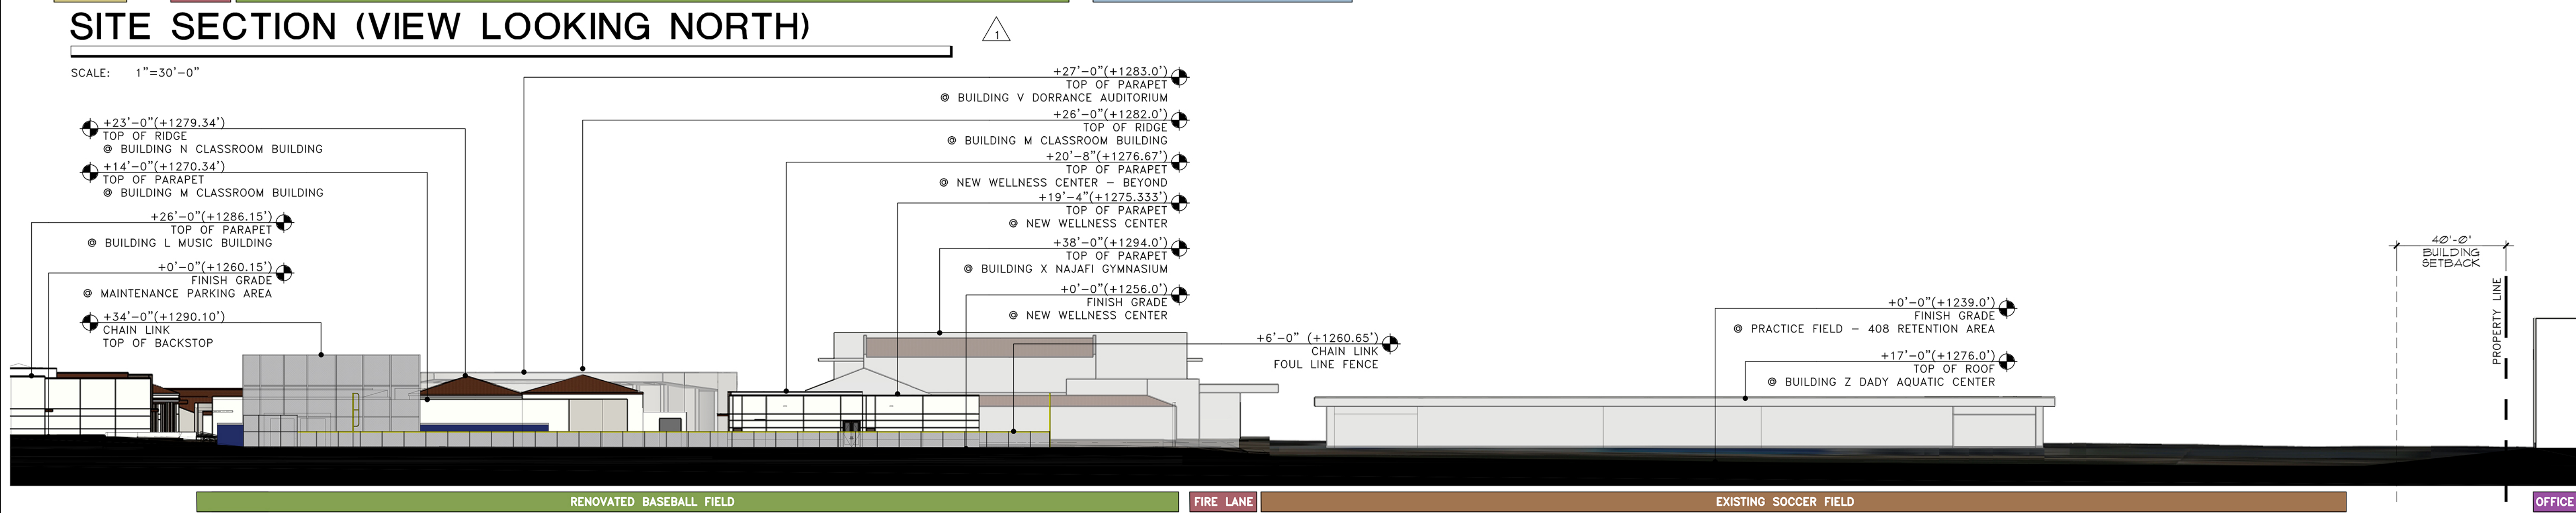 SITE SECTION (VIEW LOOKING NORTH)
1
SCALE: 1"=30'-0"
+23'-0"(+1279.34')
TOP OF RIDGE
@ BUILDING N CLASSROOM BUILDING
+14'-0"(+1270.34')
TOP OF PARAPET
@ BUILDING M CLASSROOM BUILDING
+26'-0"(+1286.15')
TOP OF PARAPET
@ BUILDING L MUSIC BUILDING
+0'-0"(+1260.15')
FINISH GRADE
@ MAINTENANCE PARKING AREA
+34'-0"(+1290.10')
CHAIN LINK
TOP OF BACKSTOP
+27'-0"(+1283.0')
TOP OF PARAPET
@ BUILDING V DORRANCE AUDITORIUM
+26'-0"(+1282.0')
TOP OF RIDGE
@ BUILDING M CLASSROOM BUILDING
+20'-8"(+1276.67')
TOP OF PARAPET
@ NEW WELLNESS CENTER - BEYOND
+19'-4"(+1275.333')
TOP OF PARAPET
@ NEW WELLNESS CENTER
+38'-0"(+1294.0')
TOP OF PARAPET
@ BUILDING X NAJAFI GYMNASIUM
+0'-0"(+1256.0')
FINISH GRADE
@ NEW WELLNESS CENTER
+6'-0" (+1260.65')
CHAIN LINK
FOUL LINE FENCE
+0'-0"(+1239.0')
FINISH GRADE
@ PRACTICE FIELD - 408 RETENTION AREA
+17'-0"(+1276.0')
TOP OF ROOF
@ BUILDING Z DADY AQUATIC CENTER
40'-0"
BUILDING
SETBACK
PROPERTY LINE
RENOVATED BASEBALL FIELD
FIRE LANE
EXISTING SOCCER FIELD
OFFICE